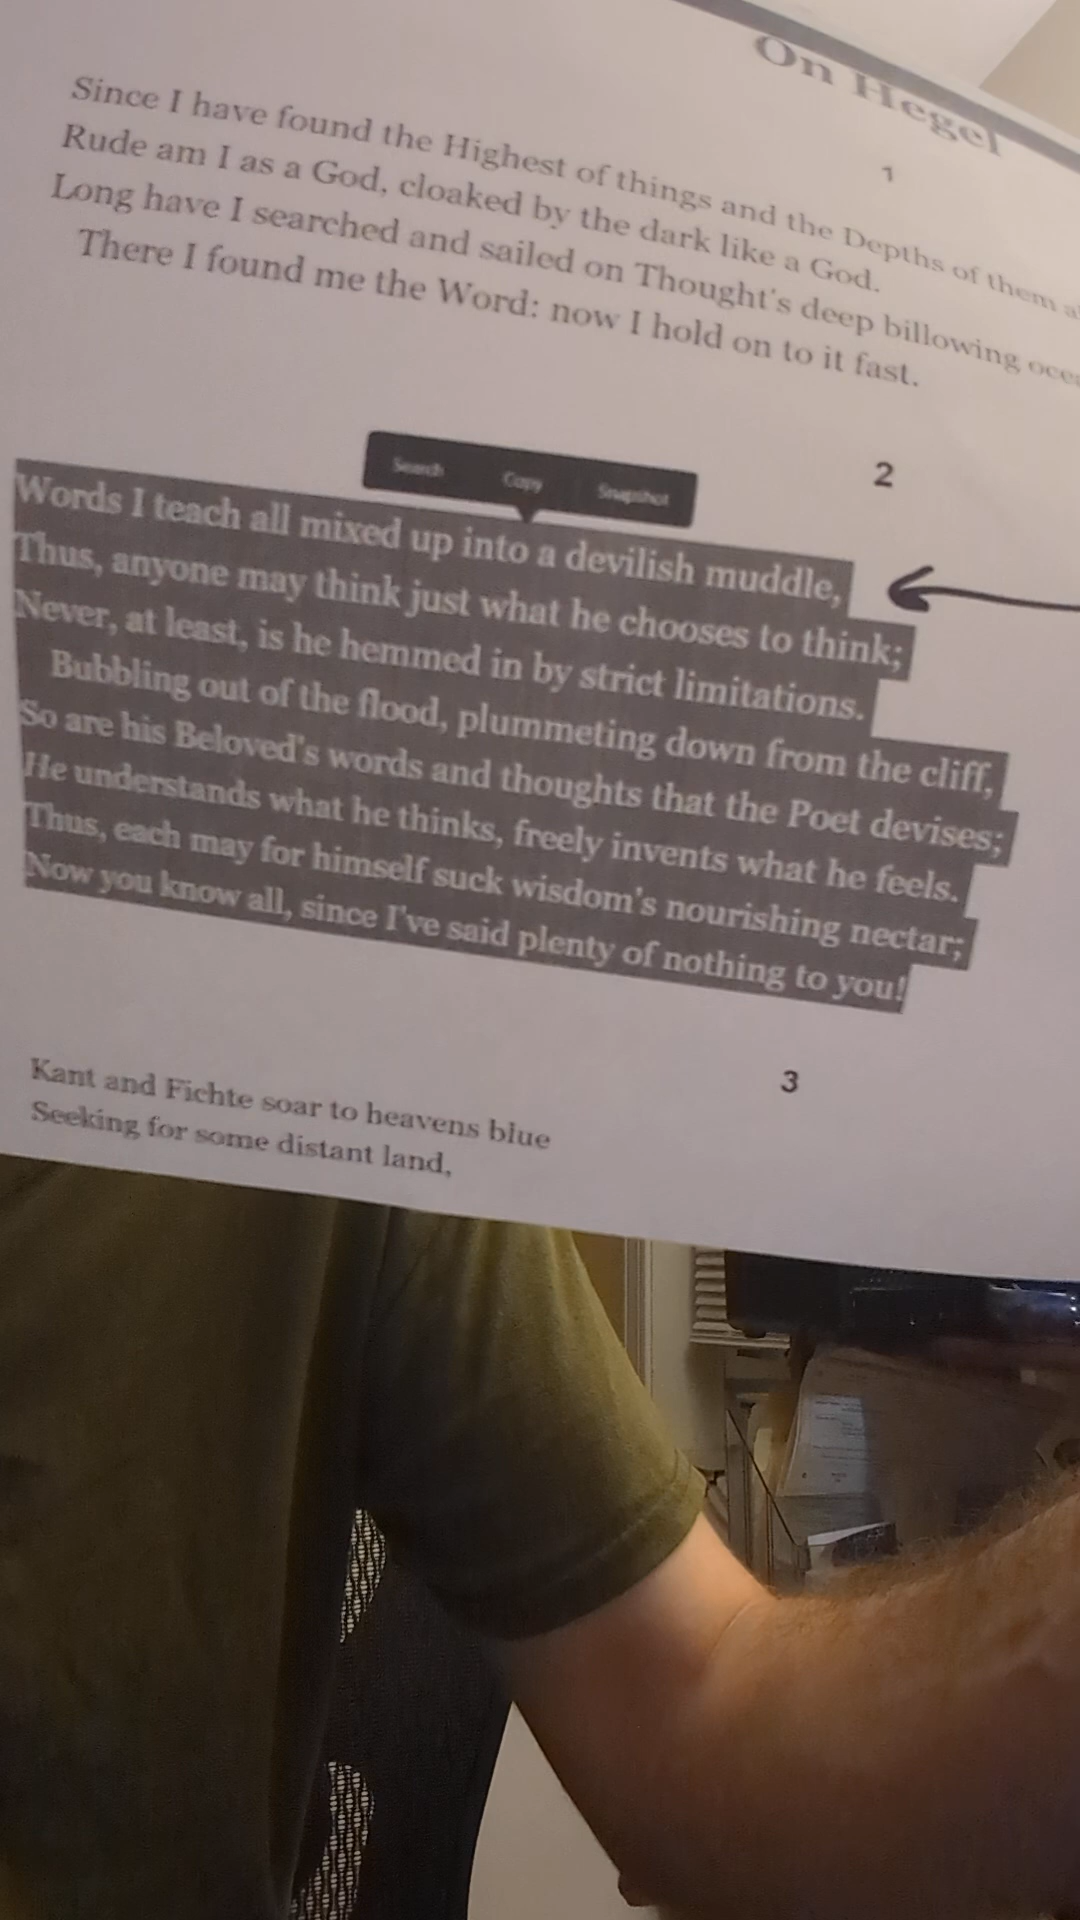 On Hegel
1
Since I have found the Highest of things and the Depths of them
Rude am I as a God, cloaked by the dark like a God.
Long have I searched and sailed on Thought's deep billowing
There I found me the Word: now I hold on to it fast.
2
Search Copy Snapshot
Words I teach all mixed up into a devilish muddle,
Thus, anyone may think just what he chooses to think;
Never, at least, is he hemmed in by strict limitations.
Bubbling out of the flood, plummeting down from the cliff,
So are his Beloved's words and thoughts that the Poet devises;
He understands what he thinks, freely invents what he feels.
Thus, each may for himself suck wisdom's nourishing nectar;
Now you know all, since I've said plenty of nothing to you!
3
Kant and Fichte soar to heavens blue
Seeking for some distant land,